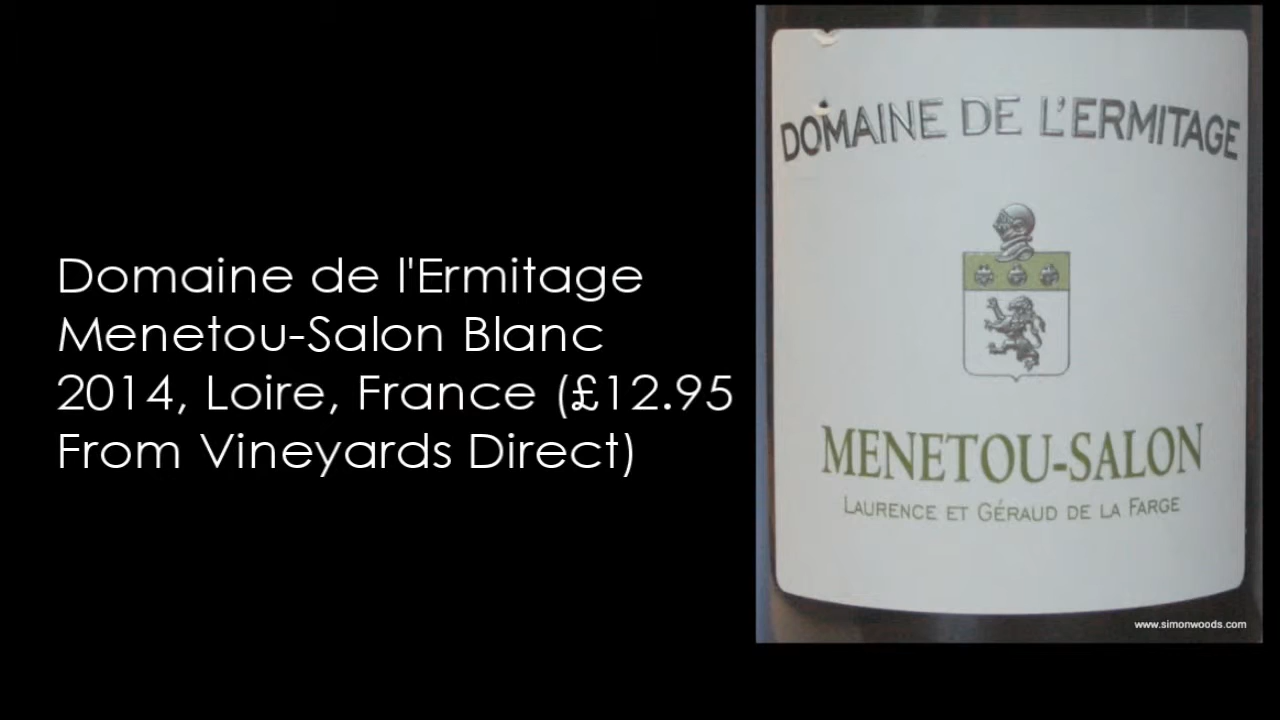 Domaine de l'Ermitage
Menetou-Salon Blanc
2014, Loire, France (£12.95
From Vineyards Direct)
DOMAINE DE L'ERMITAGE
MENETOU-SALON
LAURENCE ET GÉRAUD DE LA FARGE
www.simonwoods.com